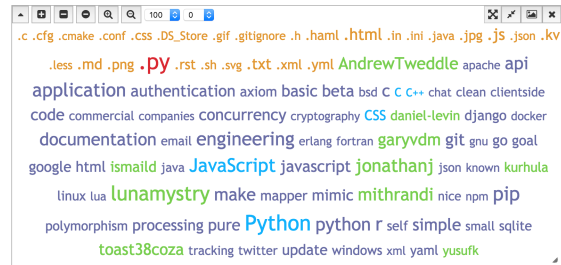 100 0
.c .cfg .cmake .conf .css .DS_Store .gif .gitignore .h .haml .html .in .ini .java .jpg .js .json .kv
.less .md .png .py .rst .sh .svg .txt .xml .yml AndrewTweddle apache api
application authentication axiom basic beta bsd c C C++ chat clean clientside
code commercial companies concurrency cryptography CSS daniel-levin django docker
documentation email engineering erlang fortran garyvdm git gnu go goal
google html ismaild java JavaScript javascript jonathanj json known kurhula
linux lua lunamystry make mapper mimic mithrandi nice npm pip
polymorphism processing pure Python python r self simple small sqlite
toast38coza tracking twitter update windows xml yaml yusufk